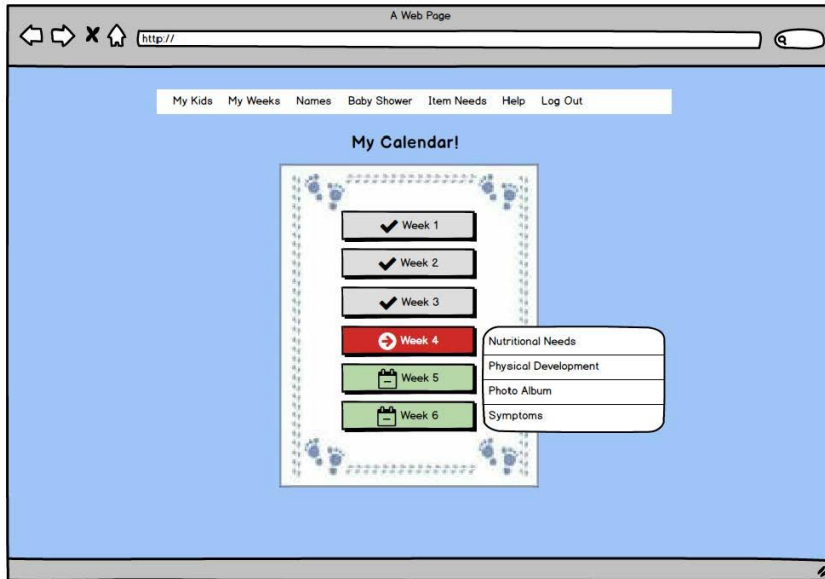 A Web Page
http://
My Kids My Weeks Names Baby Shower Item Needs Help Log Out
My Calendar!
Week 1
Week 2
Week 3
Week 4
Nutritional Needs
Physical Development
Week 5
Photo Album
Week 6
Symptoms